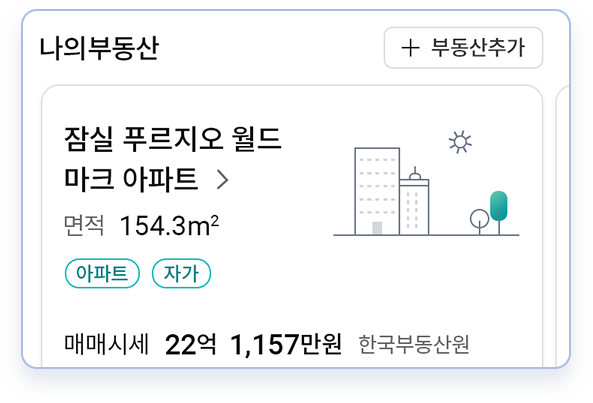 나의부동산
+ 부동산추가
잠실 푸르지오 월드
마크 아파트 >
면적 154.3m²
아파트 자가
매매시세 22억 1,157만원 한국부동산원